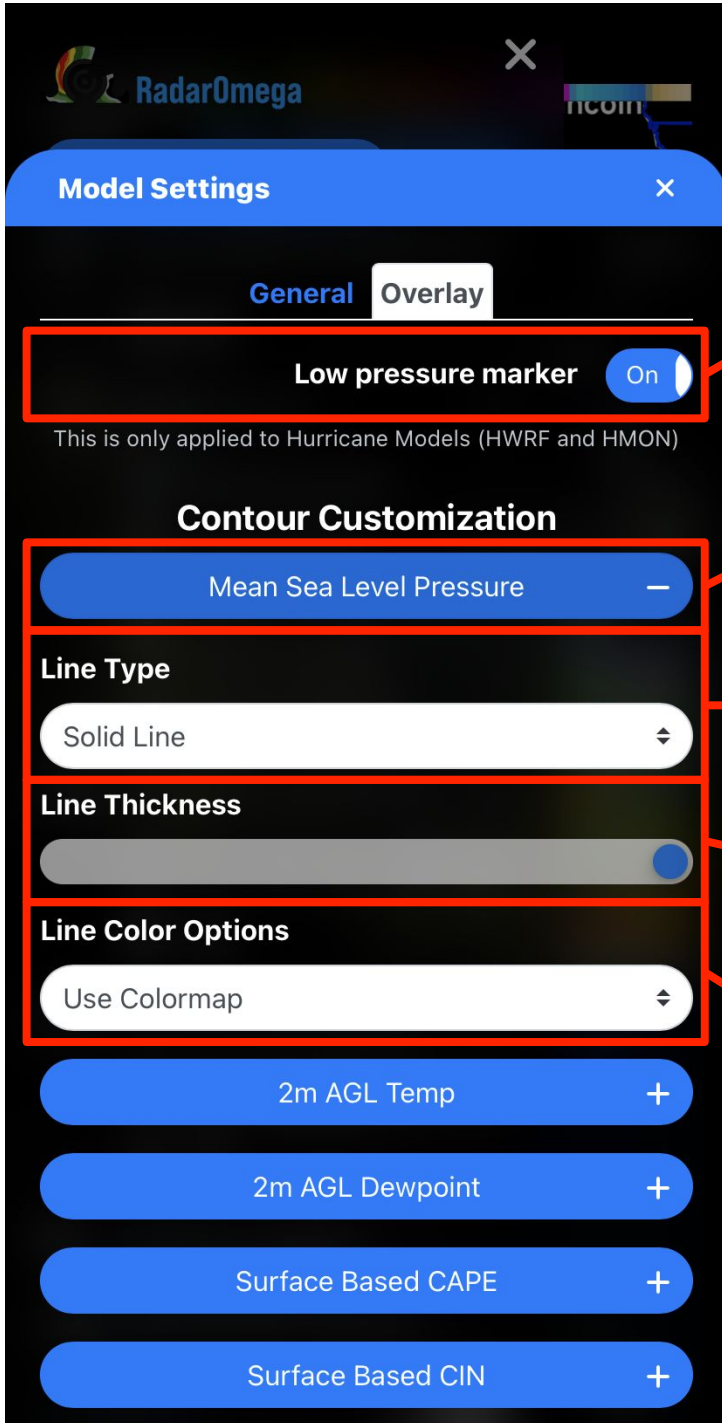 RadarOmega
ncoln
Model Settings
General Overlay
Low pressure marker On
This is only applied to Hurricane Models (HWRF and HMON)
Contour Customization
Mean Sea Level Pressure
Line Type
Solid Line
Line Thickness
Line Color Options
Use Colormap
2m AGL Temp
2m AGL Dewpoint
Surface Based CAPE
Surface Based CIN